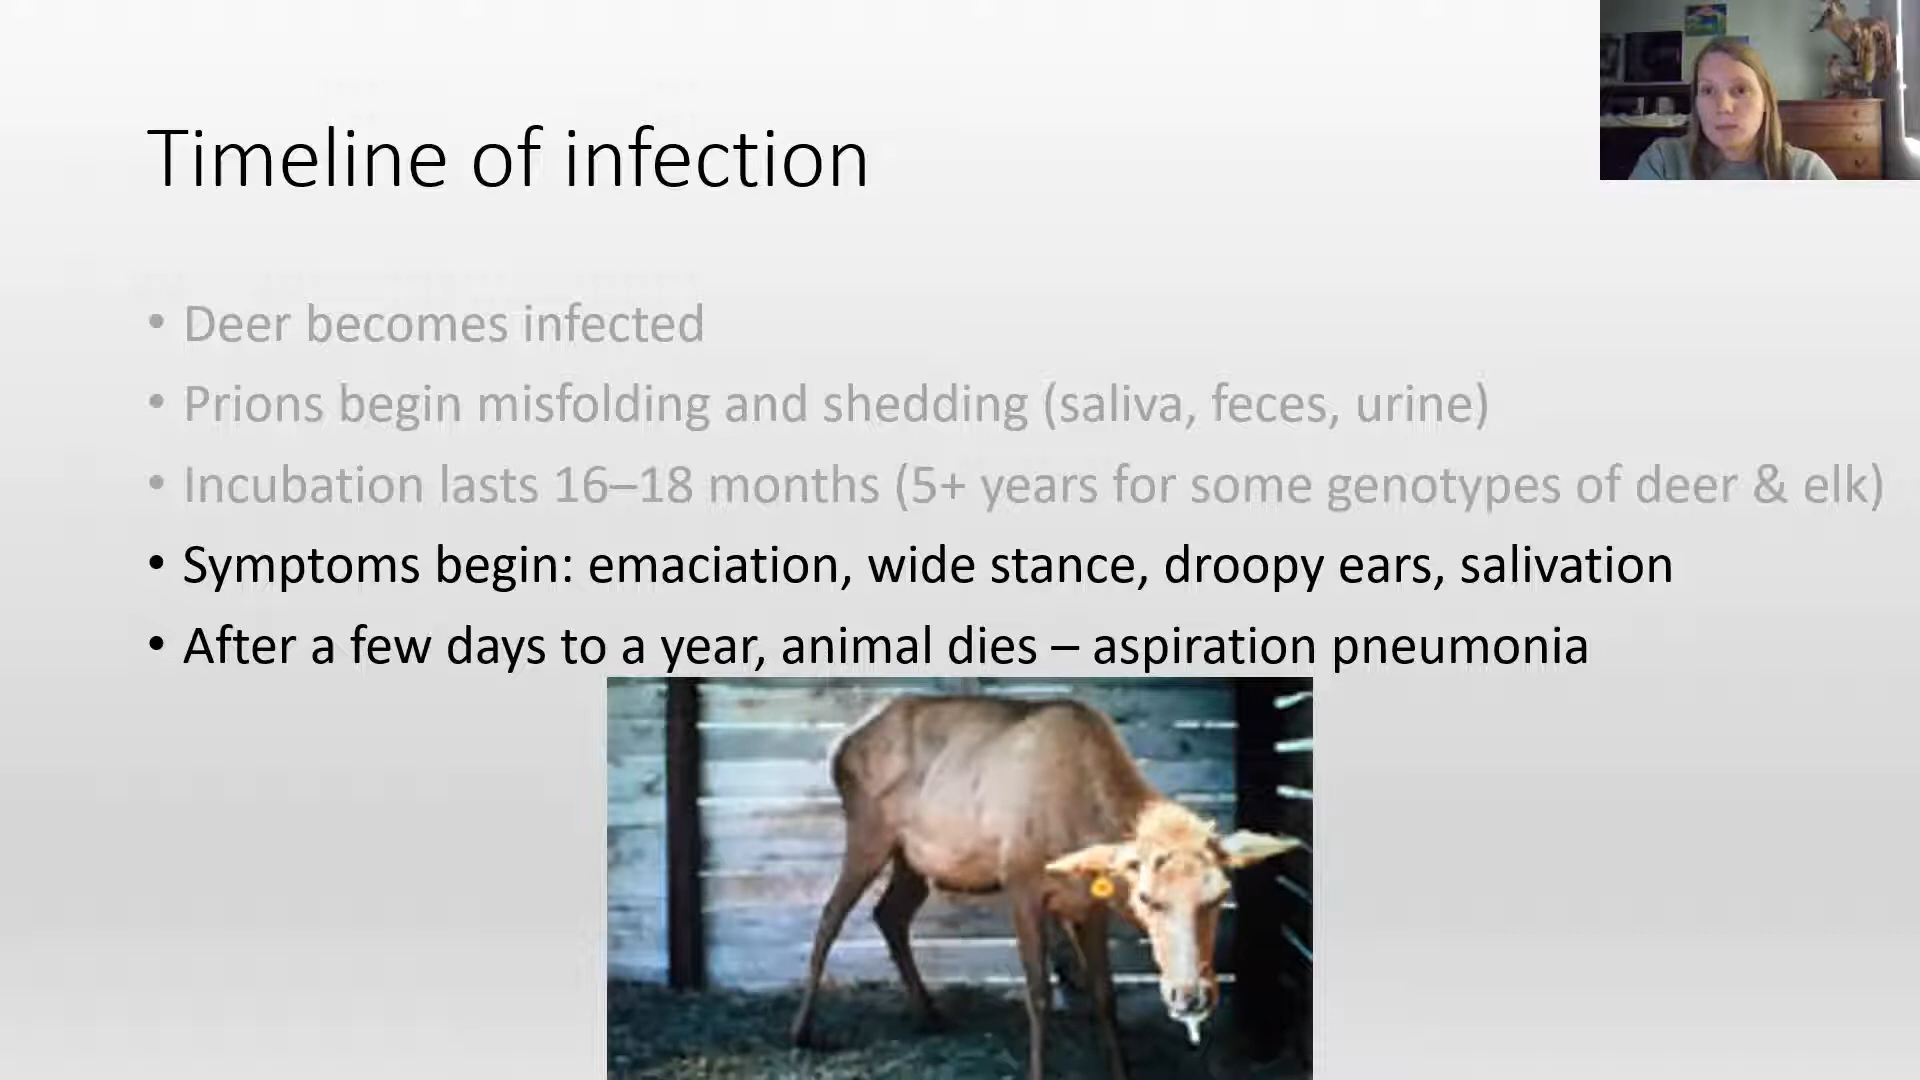 Timeline of infection
• Deer becomes infected
• Prions begin misfolding and shedding (saliva, feces, urine)
• Incubation lasts 16–18 months (5+ years for some genotypes of deer & elk)
• Symptoms begin: emaciation, wide stance, droopy ears, salivation
• After a few days to a year, animal dies – aspiration pneumonia